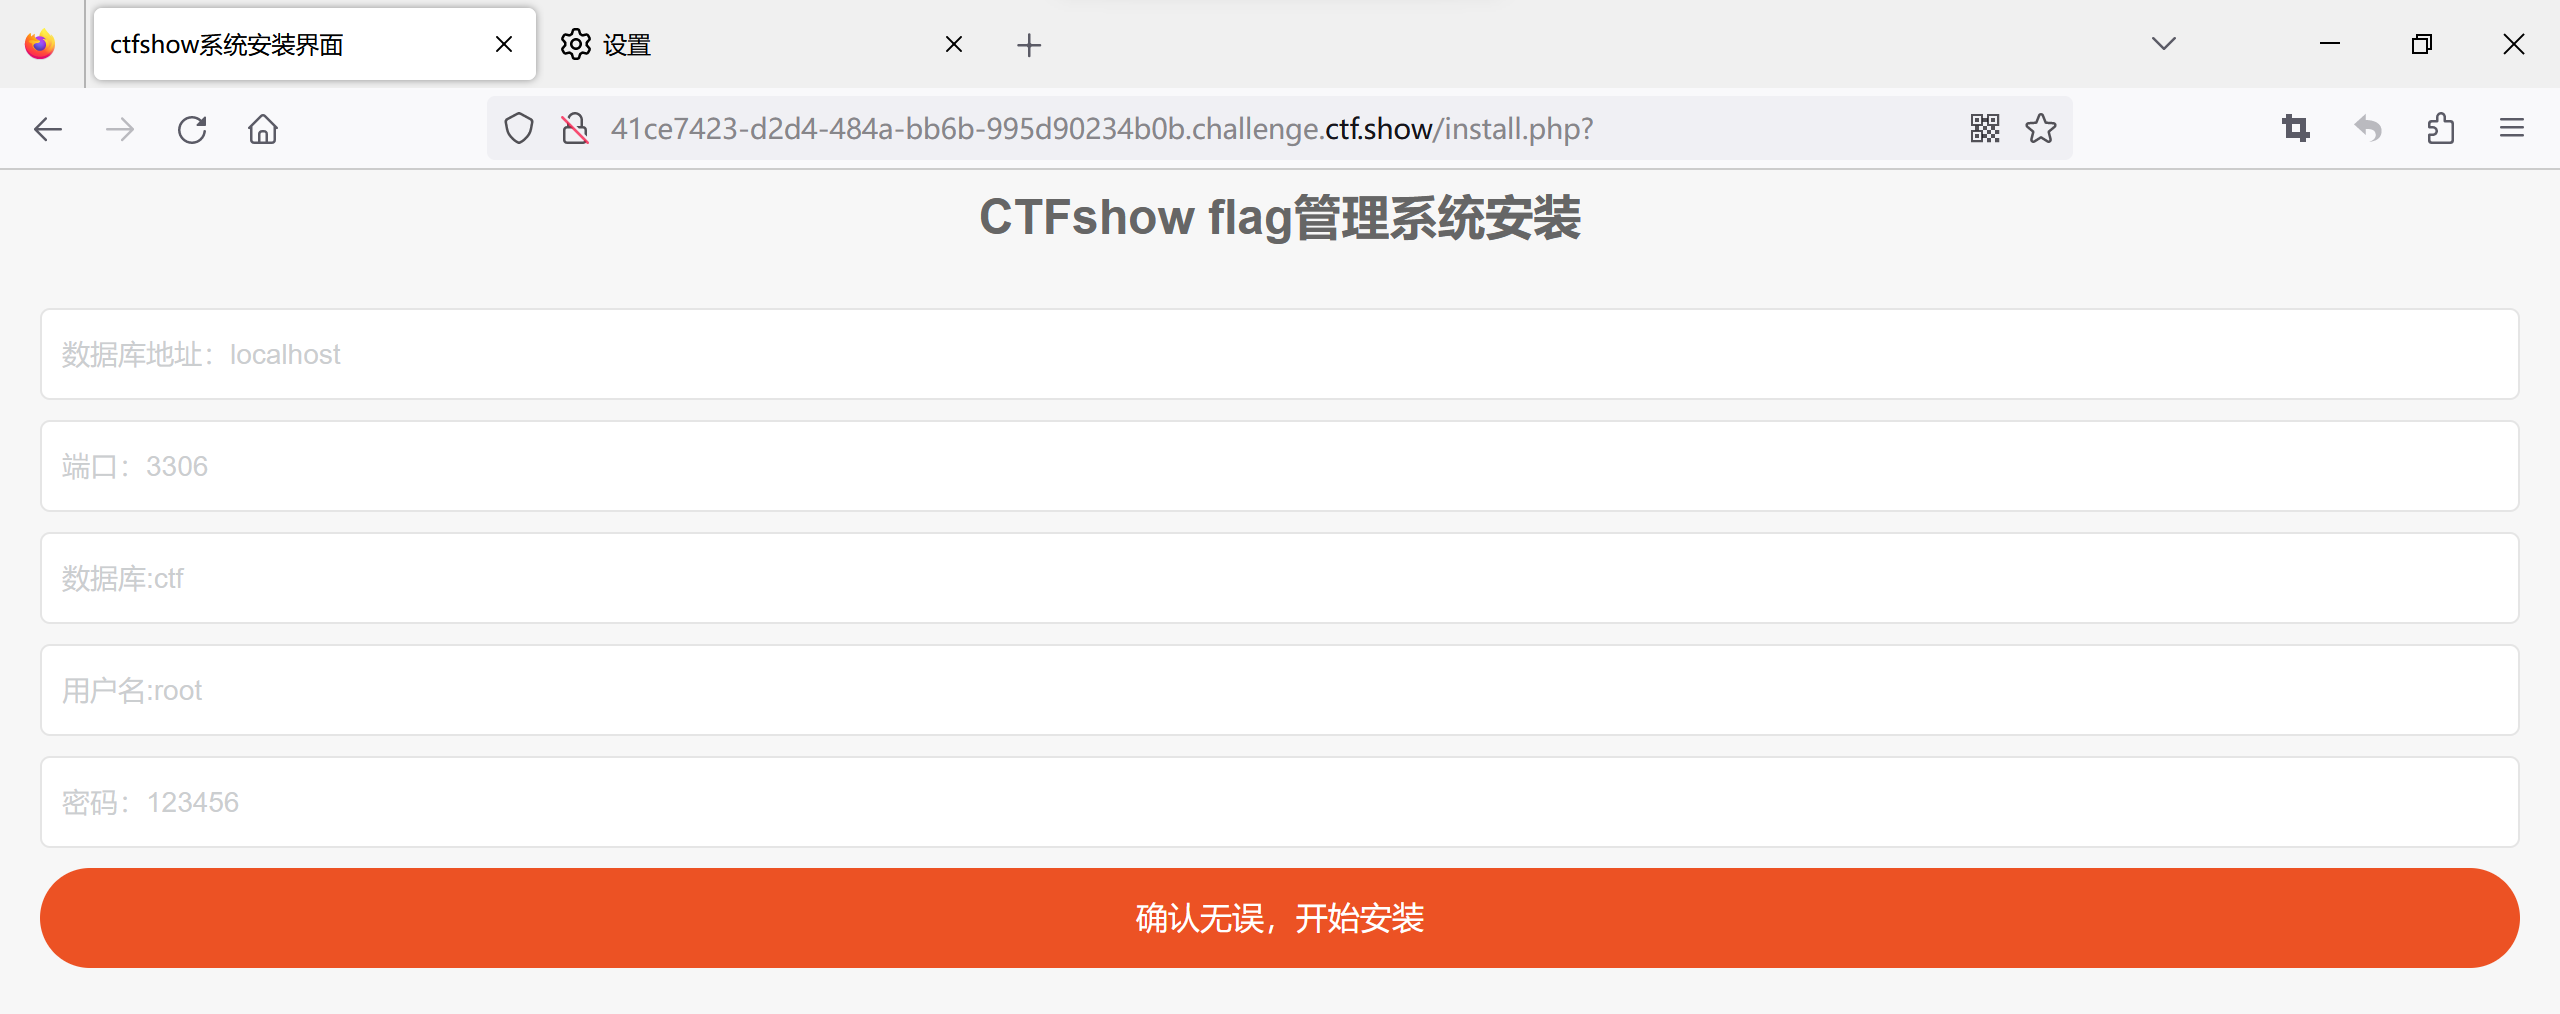 ctfshow系统安装界面
设置
41ce7423-d2d4-484a-bb6b-995d90234b0b.challenge.ctf.show/install.php?
CTFshow flag管理系统安装
数据库地址：localhost
端口：3306
数据库:ctf
用户名:root
密码：123456
确认无误，开始安装